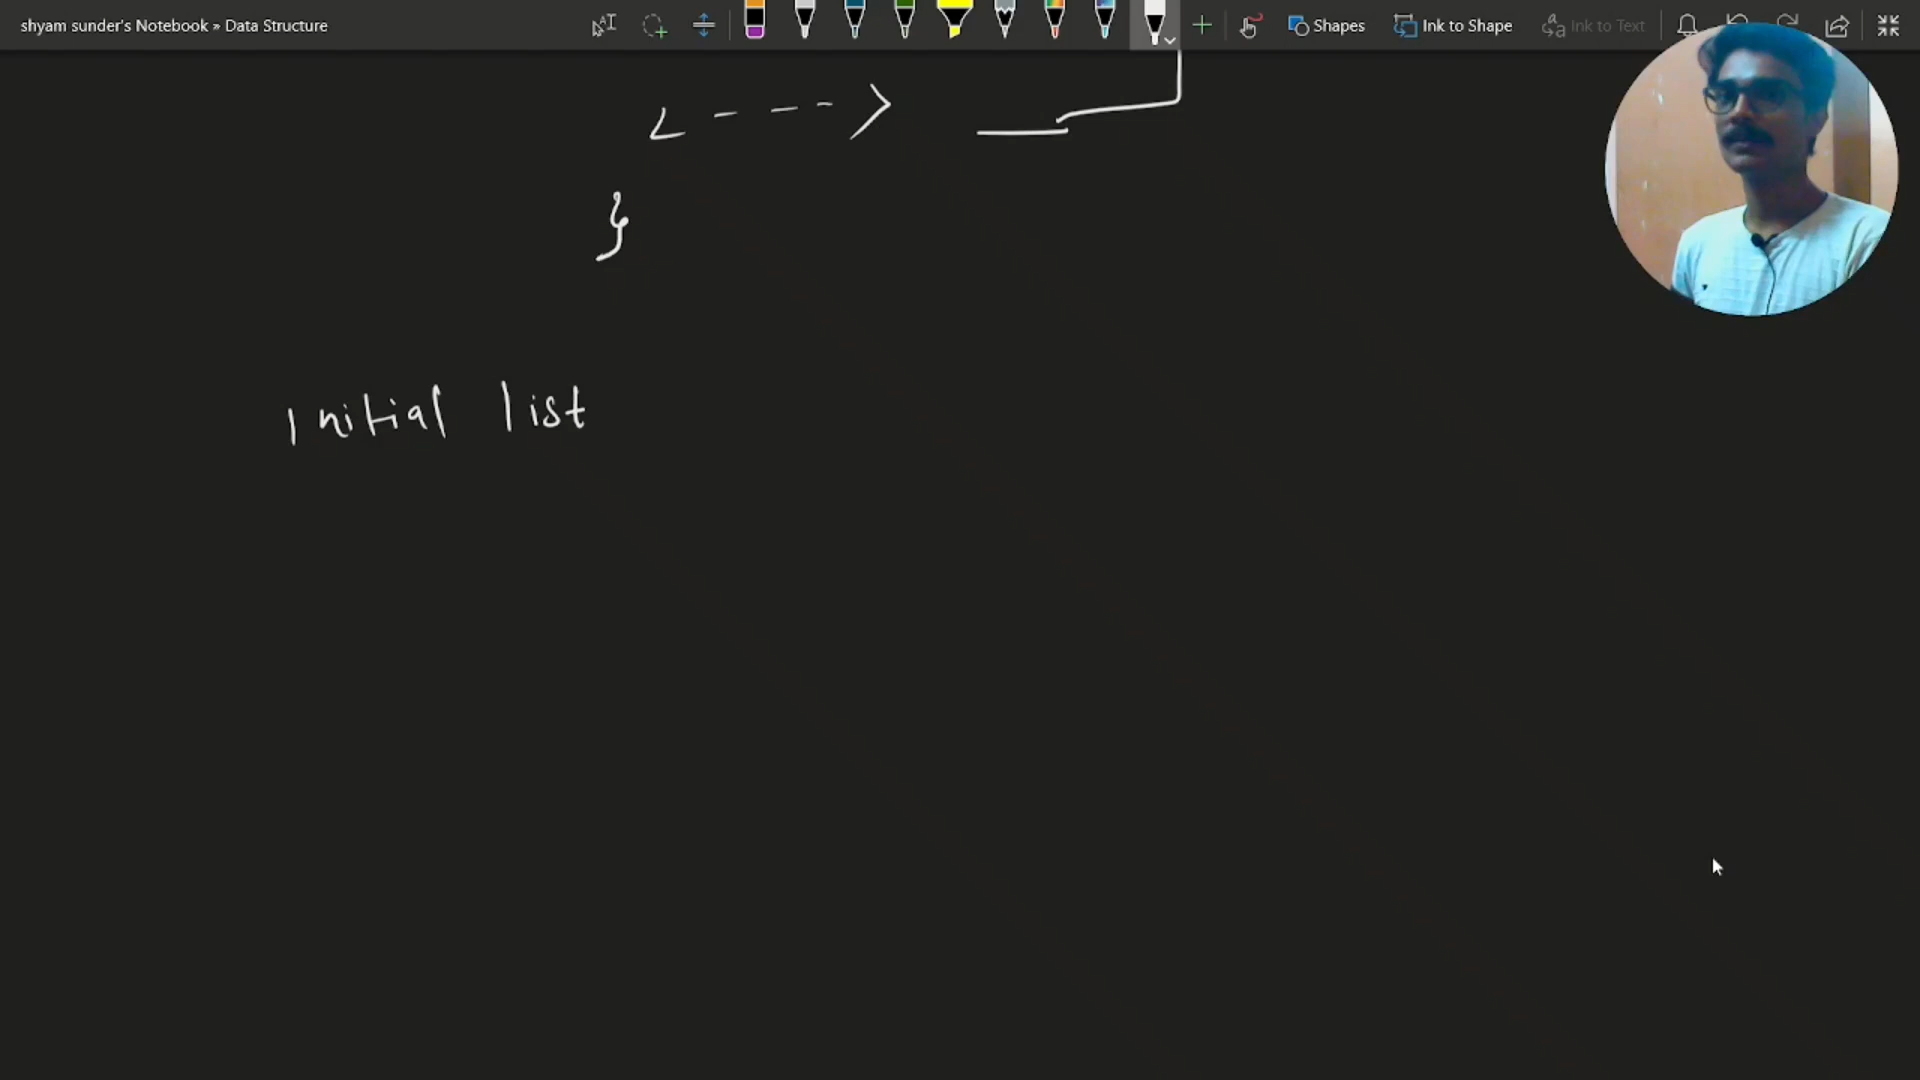 shyam sunder's Notebook » Data Structure
Shapes
Ink to Shape
Ink to Text
< - - - >
}
Initial list